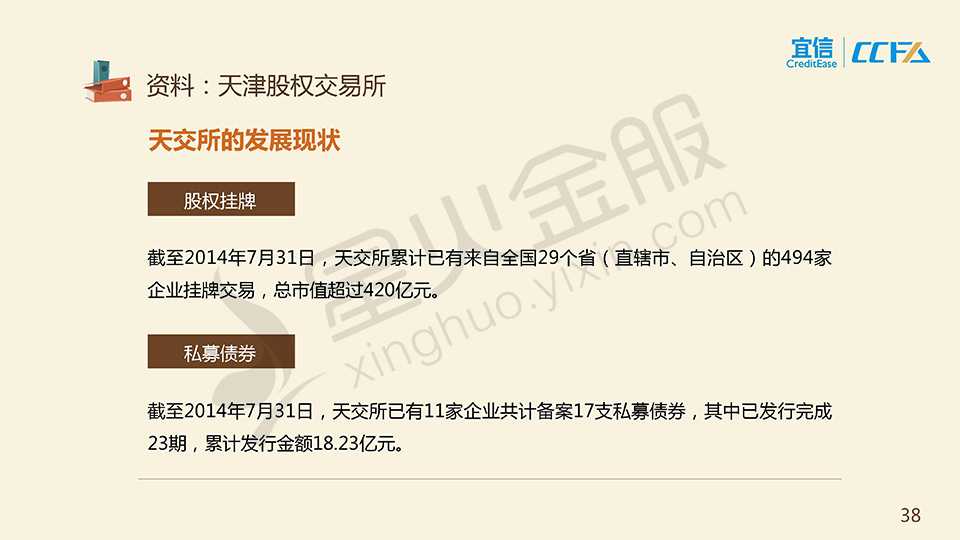 宜信
CreditEase
CCFA
资料：天津股权交易所
天交所的发展现状
股权挂牌
截至2014年7月31日，天交所累计已有来自全国29个省（直辖市、自治区）的494家
企业挂牌交易，总市值超过420亿元。
私募债券
截至2014年7月31日，天交所已有11家企业共计备案17支私募债券，其中已发行完成
23期，累计发行金额18.23亿元。
星火金服
xinghuo.yixin.com
38